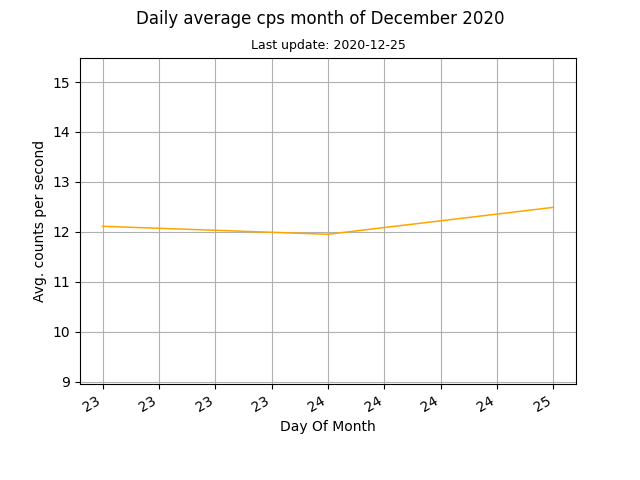 Daily average cps month of December 2020
Last update: 2020-12-25
15
14
13
12
11
10
9
Avg. counts per second
23 23 23 23 24 24 24 24 25
Day Of Month